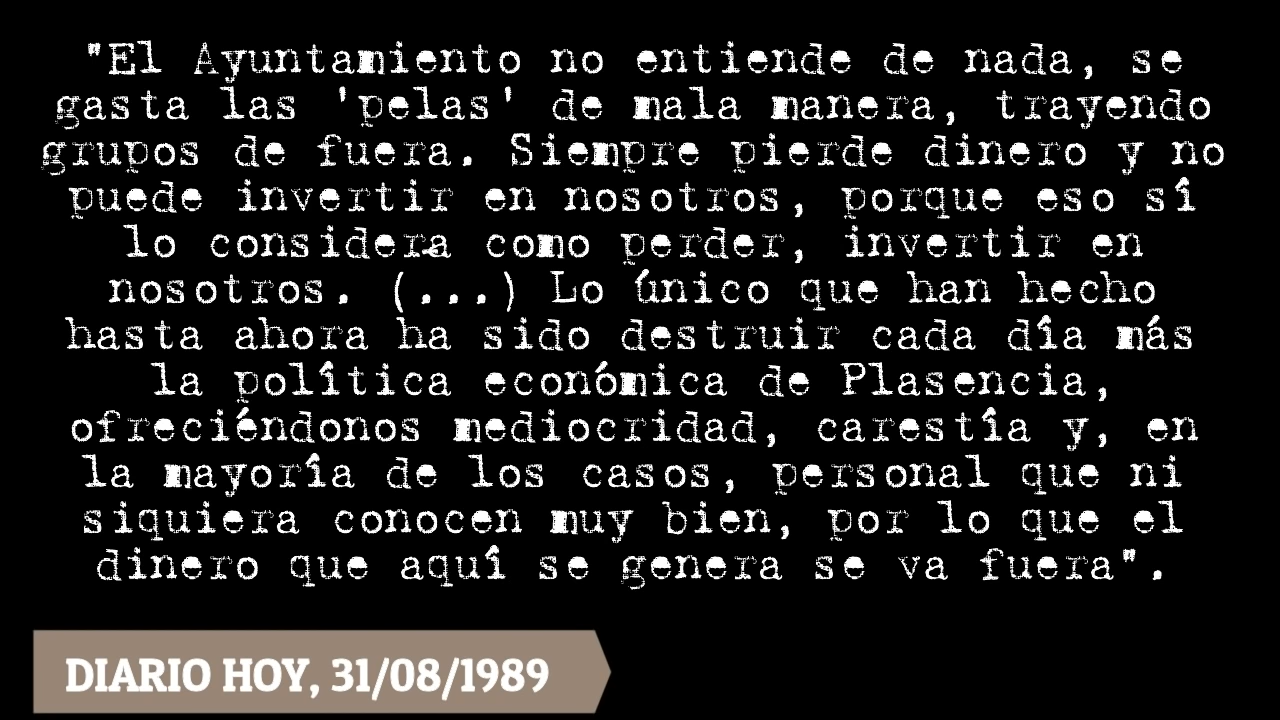 "El Ayuntamiento no entiende de nada, se
gasta las 'pelas' de mala manera, trayendo
grupos de fuera. Siempre pierde dinero y no
puede invertir en nosotros, porque eso sí
lo considera como perder, invertir en
nosotros. (...) Lo único que han hecho
hasta ahora ha sido destruir cada día más
la política económica de Plasencia,
ofreciéndonos mediocridad, carestía y, en
la mayoría de los casos, personal que ni
siquiera conocen muy bien, por lo que el
dinero que aquí se genera se va fuera".
DIARIO HOY, 31/08/1989